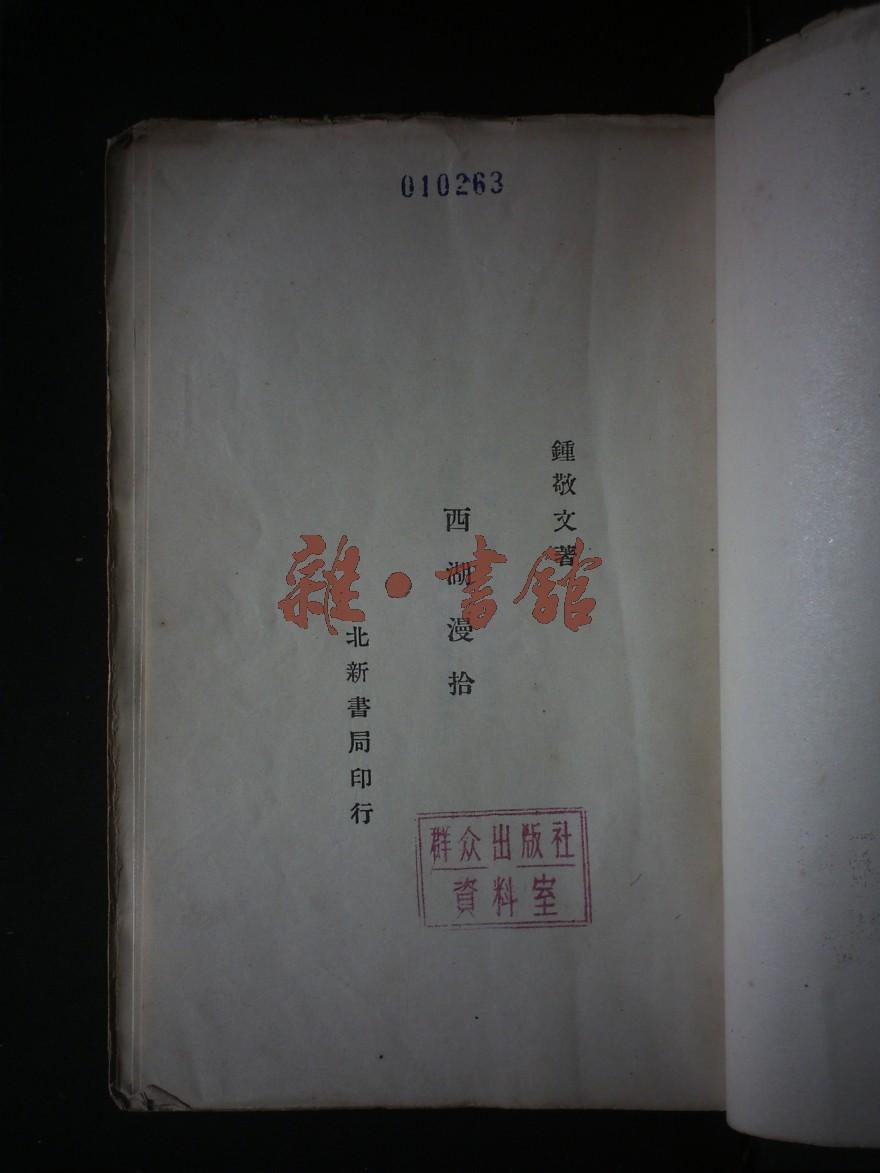 010263
鍾敬文著
西湖漫拾
北新書局印行
雜·書館
群众出版社
資料室